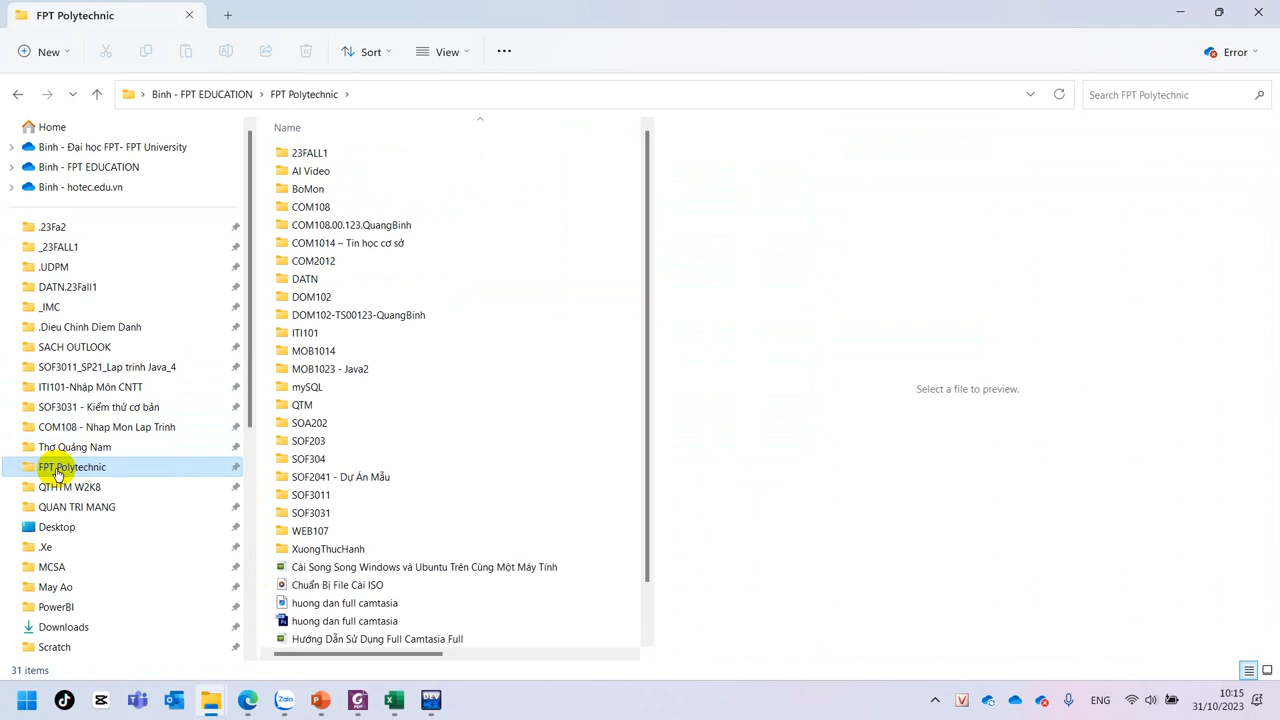 FPT Polytechnic
New
Sort
View
Error
Binh - FPT EDUCATION
FPT Polytechnic
Search FPT Polytechnic
Home
Binh - Đại học FPT- FPT University
Binh - FPT EDUCATION
Binh - hotec.edu.vn
.23Fa2
_23FALL1
.UDPM
DATN.23Fall1
_IMC
.Dieu Chinh Diem Danh
SACH OUTLOOK
SOF3011_SP21_Lap trinh Java_4
ITI101-Nhập Môn CNTT
SOF3031 - Kiểm thử cơ bản
COM108 - Nhap Mon Lap Trinh
Thơ Quảng Nam
FPT Polytechnic
QTHTM W2K8
QUAN TRI MANG
Desktop
.Xe
MCSA
May Ao
PowerBI
Downloads
Scratch
Name
23FALL1
AI Video
BoMon
COM108
COM108.00.123.QuangBinh
COM1014 – Tin học cơ sở
COM2012
DATN
DOM102
DOM102-TS00123-QuangBinh
ITI101
MOB1014
MOB1023 - Java2
mySQL
QTM
SOA202
SOF203
SOF304
SOF2041 - Dự Án Mẫu
SOF3011
SOF3031
WEB107
XuongThucHanh
Cài Song Song Windows và Ubuntu Trên Cùng Một Máy Tính
Chuẩn Bị File Cài ISO
huong dan full camtasia
huong dan full camtasia
Hướng Dẫn Sử Dụng Full Camtasia Full
Select a file to preview.
31 items
Zalo
DEV
ENG
10:15
31/10/2023